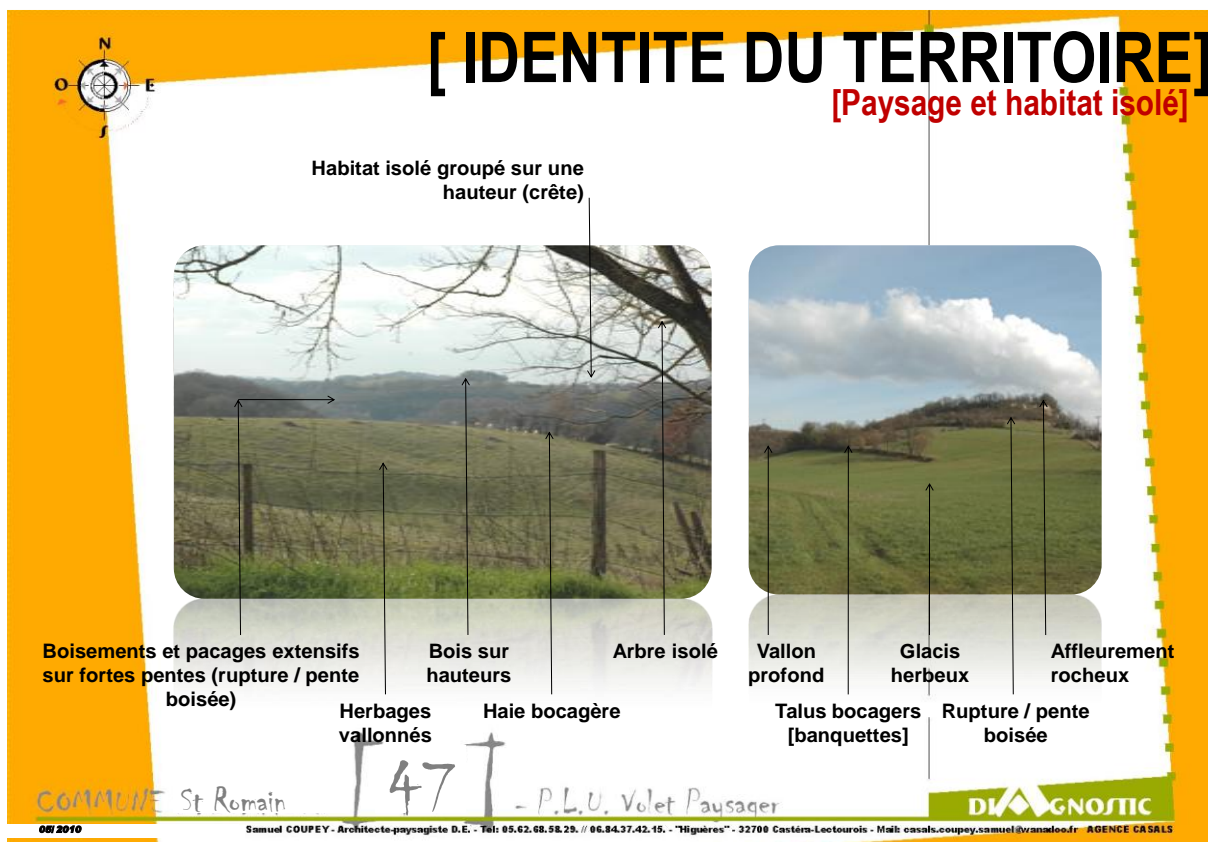 N
O E
S
[ IDENTITE DU TERRITOIRE]
[Paysage et habitat isolé]
Habitat isolé groupé sur une
hauteur (crête)
Boisements et pacages extensifs
sur fortes pentes (rupture / pente
boisée)
Herbages
vallonnés
Bois sur
hauteurs
Haie bocagère
Arbre isolé
Vallon
profond
Talus bocagers
[banquettes]
Glacis
herbeux
Rupture / pente
boisée
Affleurement
rocheux
COMMUNE St Romain [ 47 ] - P.L.U. Volet Paysager
DIAGNOSTIC
08/2010
Samuel COUPEY - Architecte-paysagiste D.E. - Tél: 05.62.68.58.29. // 06.84.37.42.15. - "Higuères" - 32700 Castéra-Lectourois - Mail: casals.coupey.samuel@wanadoo.fr AGENCE CASALS